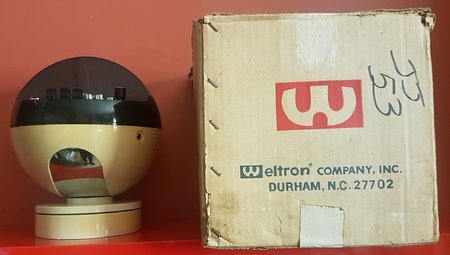 W
Weltron® COMPANY, INC.
DURHAM, N.C. 27702